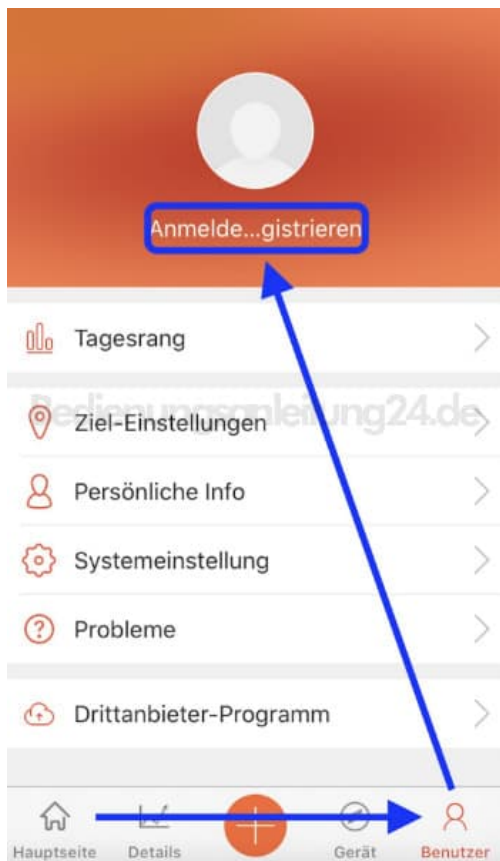 Anmelde...gistrieren
Tagesrang
Bedienungsanleitung24.de
Ziel-Einstellungen
Persönliche Info
Systemeinstellung
Probleme
Drittanbieter-Programm
Hauptseite Details Gerät Benutzer